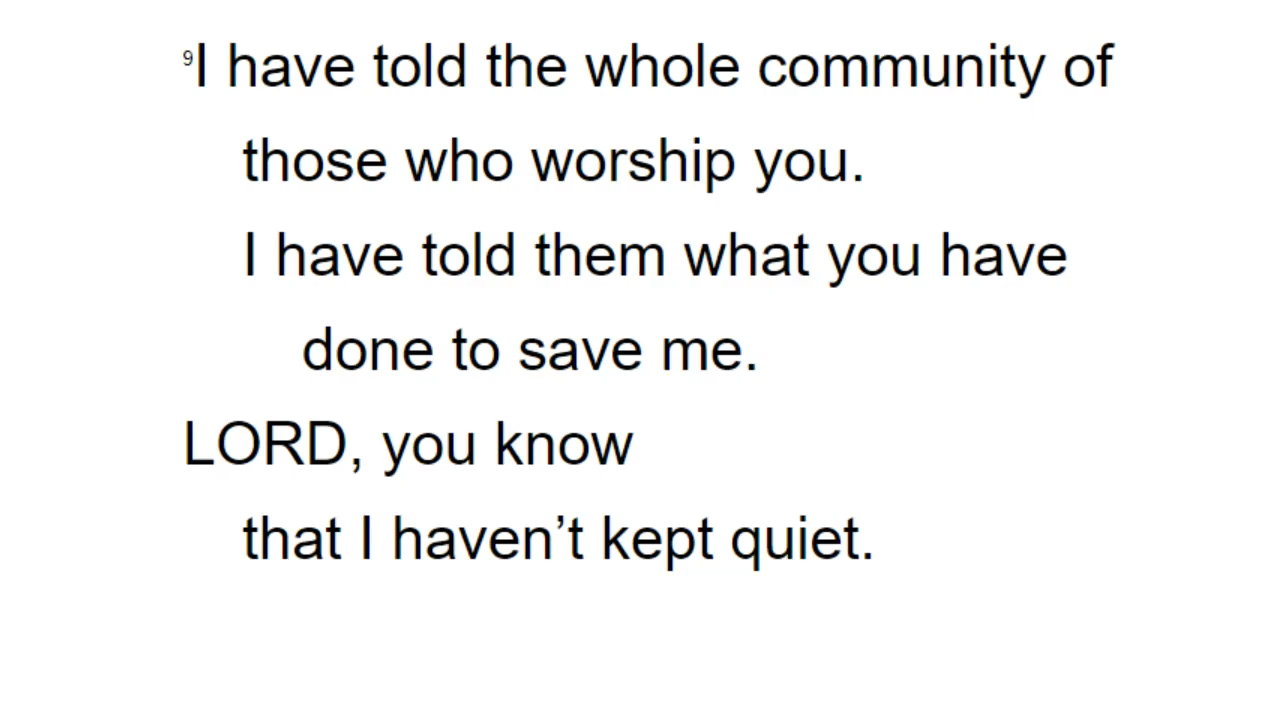 9I have told the whole community of
those who worship you.
I have told them what you have
done to save me.
LORD, you know
that I haven’t kept quiet.